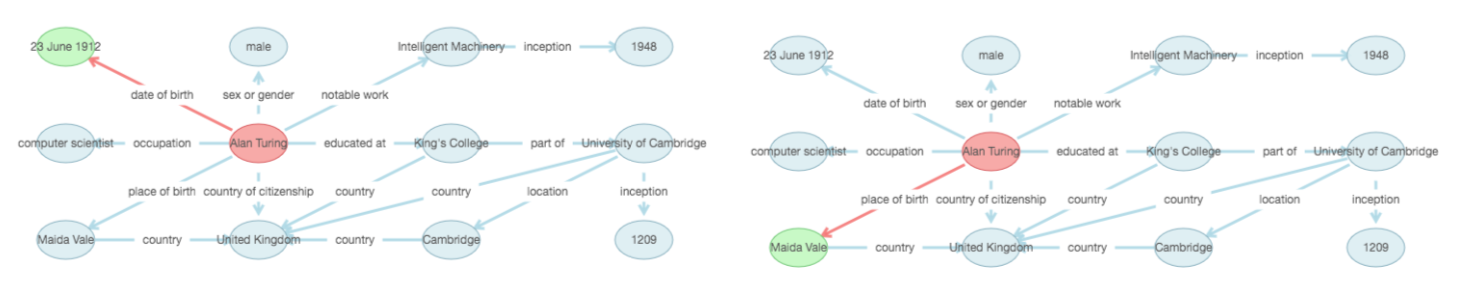 23 June 1912 male Intelligent Machinery inception 1948
date of birth sex or gender notable work
computer scientist occupation Alan Turing educated at King's College part of University of Cambridge
place of birth country of citizenship country country location inception
Maida Vale country United Kingdom country Cambridge 1209
23 June 1912 male Intelligent Machinery inception 1948
date of birth sex or gender notable work
computer scientist occupation Alan Turing educated at King's College part of University of Cambridge
place of birth country of citizenship country country location inception
Maida Vale country United Kingdom country Cambridge 1209